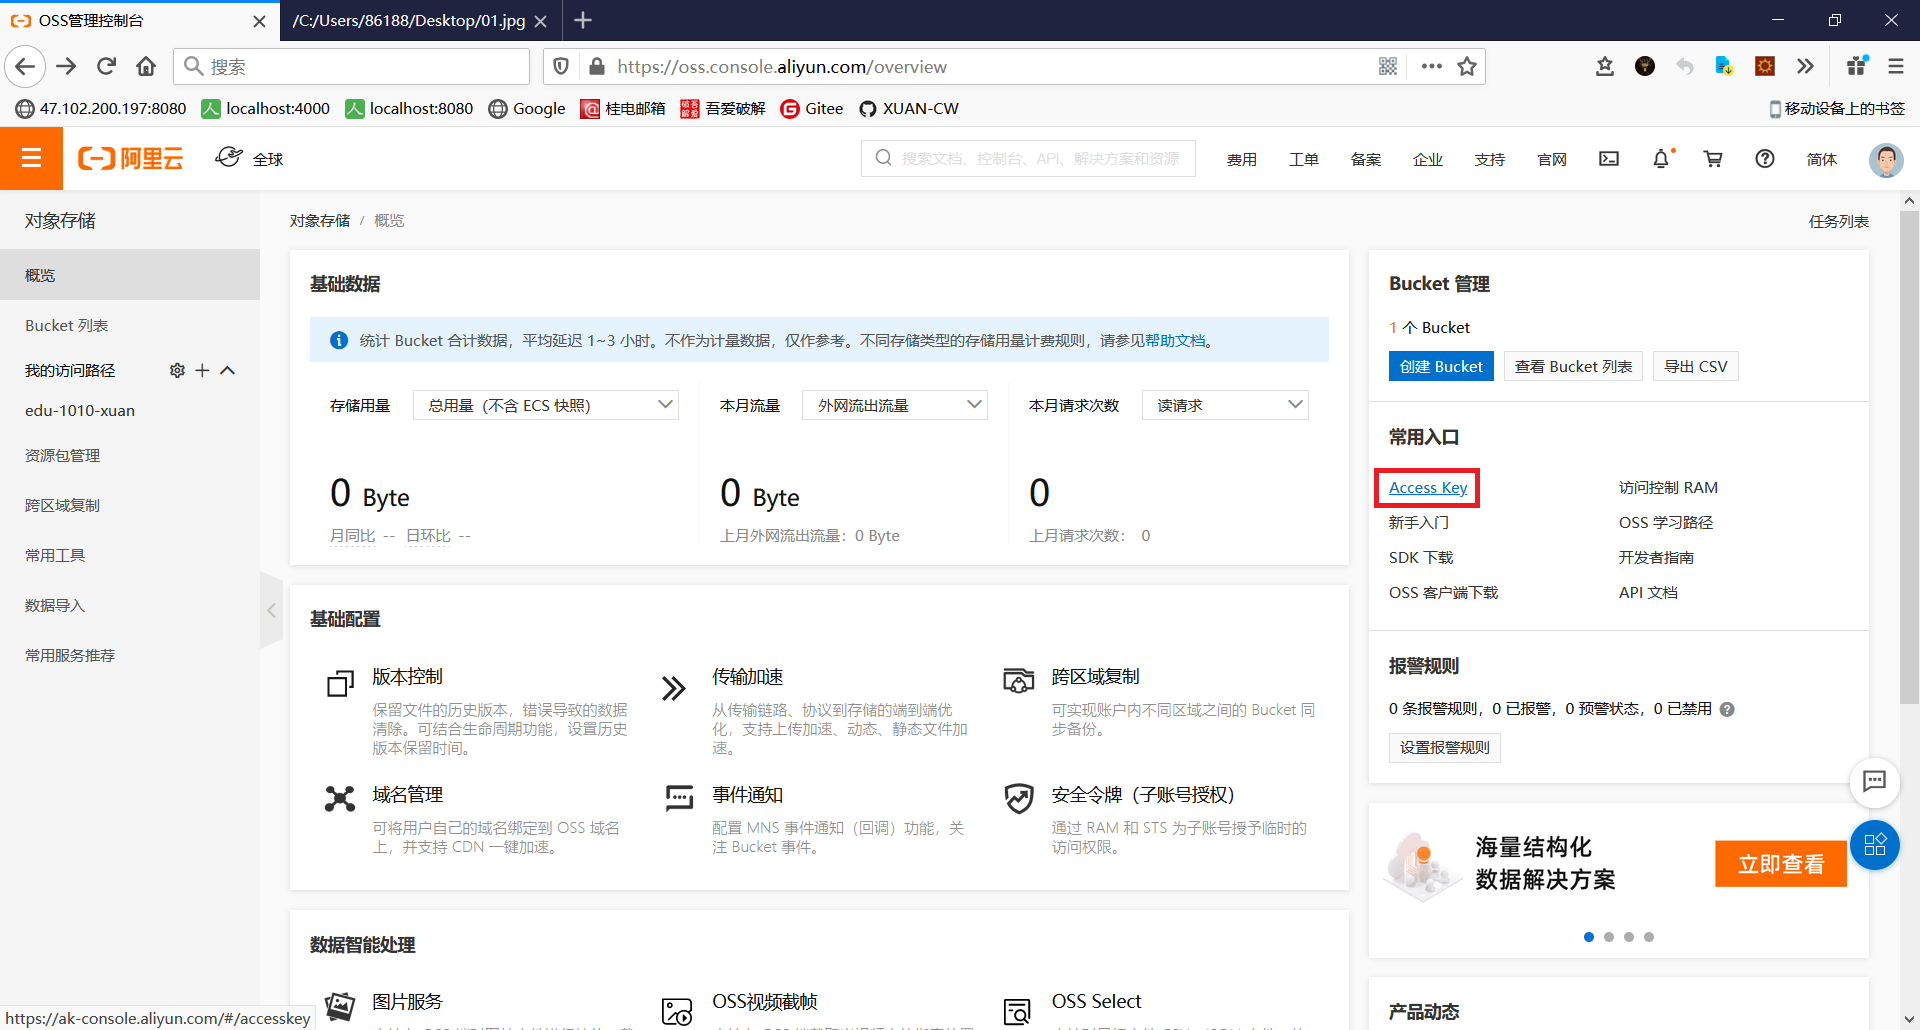 OSS管理控制台
/C:/Users/86188/Desktop/01.jpg
搜索
https://oss.console.aliyun.com/overview
47.102.200.197:8080
localhost:4000
localhost:8080
Google
桂电邮箱
吾爱破解
Gitee
XUAN-CW
移动设备上的书签
阿里云
全球
搜索文档、控制台、API、解决方案和资源
费用
工单
备案
企业
支持
官网
简体
对象存储
概览
Bucket 列表
我的访问路径
edu-1010-xuan
资源包管理
跨区域复制
常用工具
数据导入
常用服务推荐
对象存储 / 概览
任务列表
基础数据
统计 Bucket 合计数据，平均延迟 1~3 小时。不作为计量数据，仅作参考。不同存储类型的存储用量计费规则，请参见帮助文档。
存储用量
总用量（不含 ECS 快照）
本月流量
外网流出流量
本月请求次数
读请求
0 Byte
0 Byte
0
月同比 -- 日环比 --
上月外网流出流量：0 Byte
上月请求次数： 0
基础配置
版本控制
保留文件的历史版本，错误导致的数据
清除。可结合生命周期功能，设置历史
版本保留时间。
传输加速
从传输链路、协议到存储的端到端优
化，支持上传加速、动态、静态文件加
速。
跨区域复制
可实现账户内不同区域之间的 Bucket 同
步备份。
域名管理
可将用户自己的域名绑定到 OSS 域名
上，并支持 CDN 一键加速。
事件通知
配置 MNS 事件通知（回调）功能，关
注 Bucket 事件。
安全令牌（子账号授权）
通过 RAM 和 STS 为子账号授予临时的
访问权限。
数据智能处理
图片服务
OSS视频截帧
OSS Select
Bucket 管理
1 个 Bucket
创建 Bucket
查看 Bucket 列表
导出 CSV
常用入口
Access Key
访问控制 RAM
新手入门
OSS 学习路径
SDK 下载
开发者指南
OSS 客户端下载
API 文档
报警规则
0 条报警规则，0 已报警，0 预警状态，0 已禁用
设置报警规则
海量结构化
数据解决方案
立即查看
产品动态
https://ak-console.aliyun.com/#/accesskey